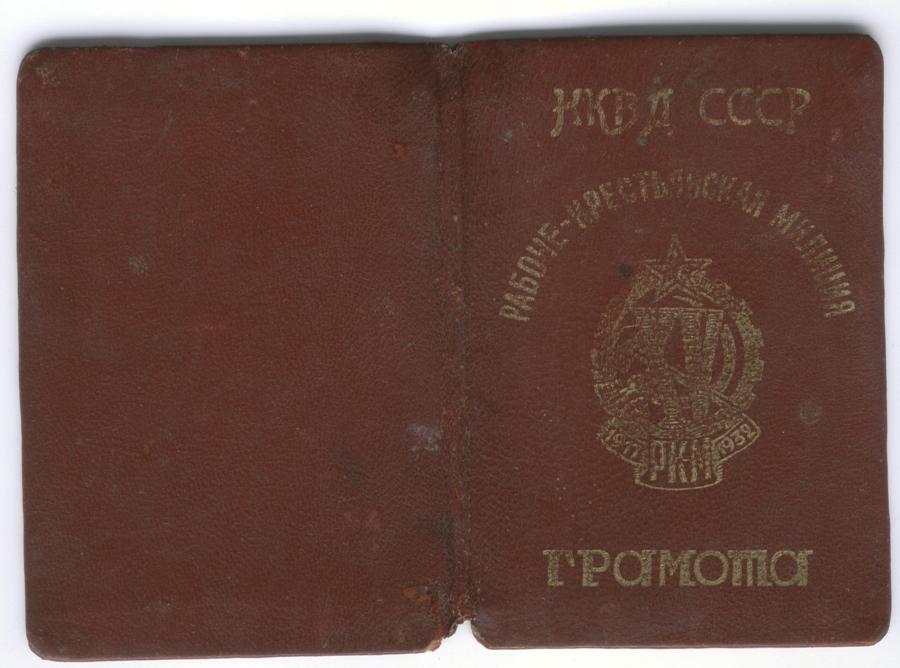 НКВД СССР
РАБОЧЕ-КРЕСТЬЯНСКАЯ МИЛИЦИЯ
XV
1917
1932
РКМ
ГРАМОТА